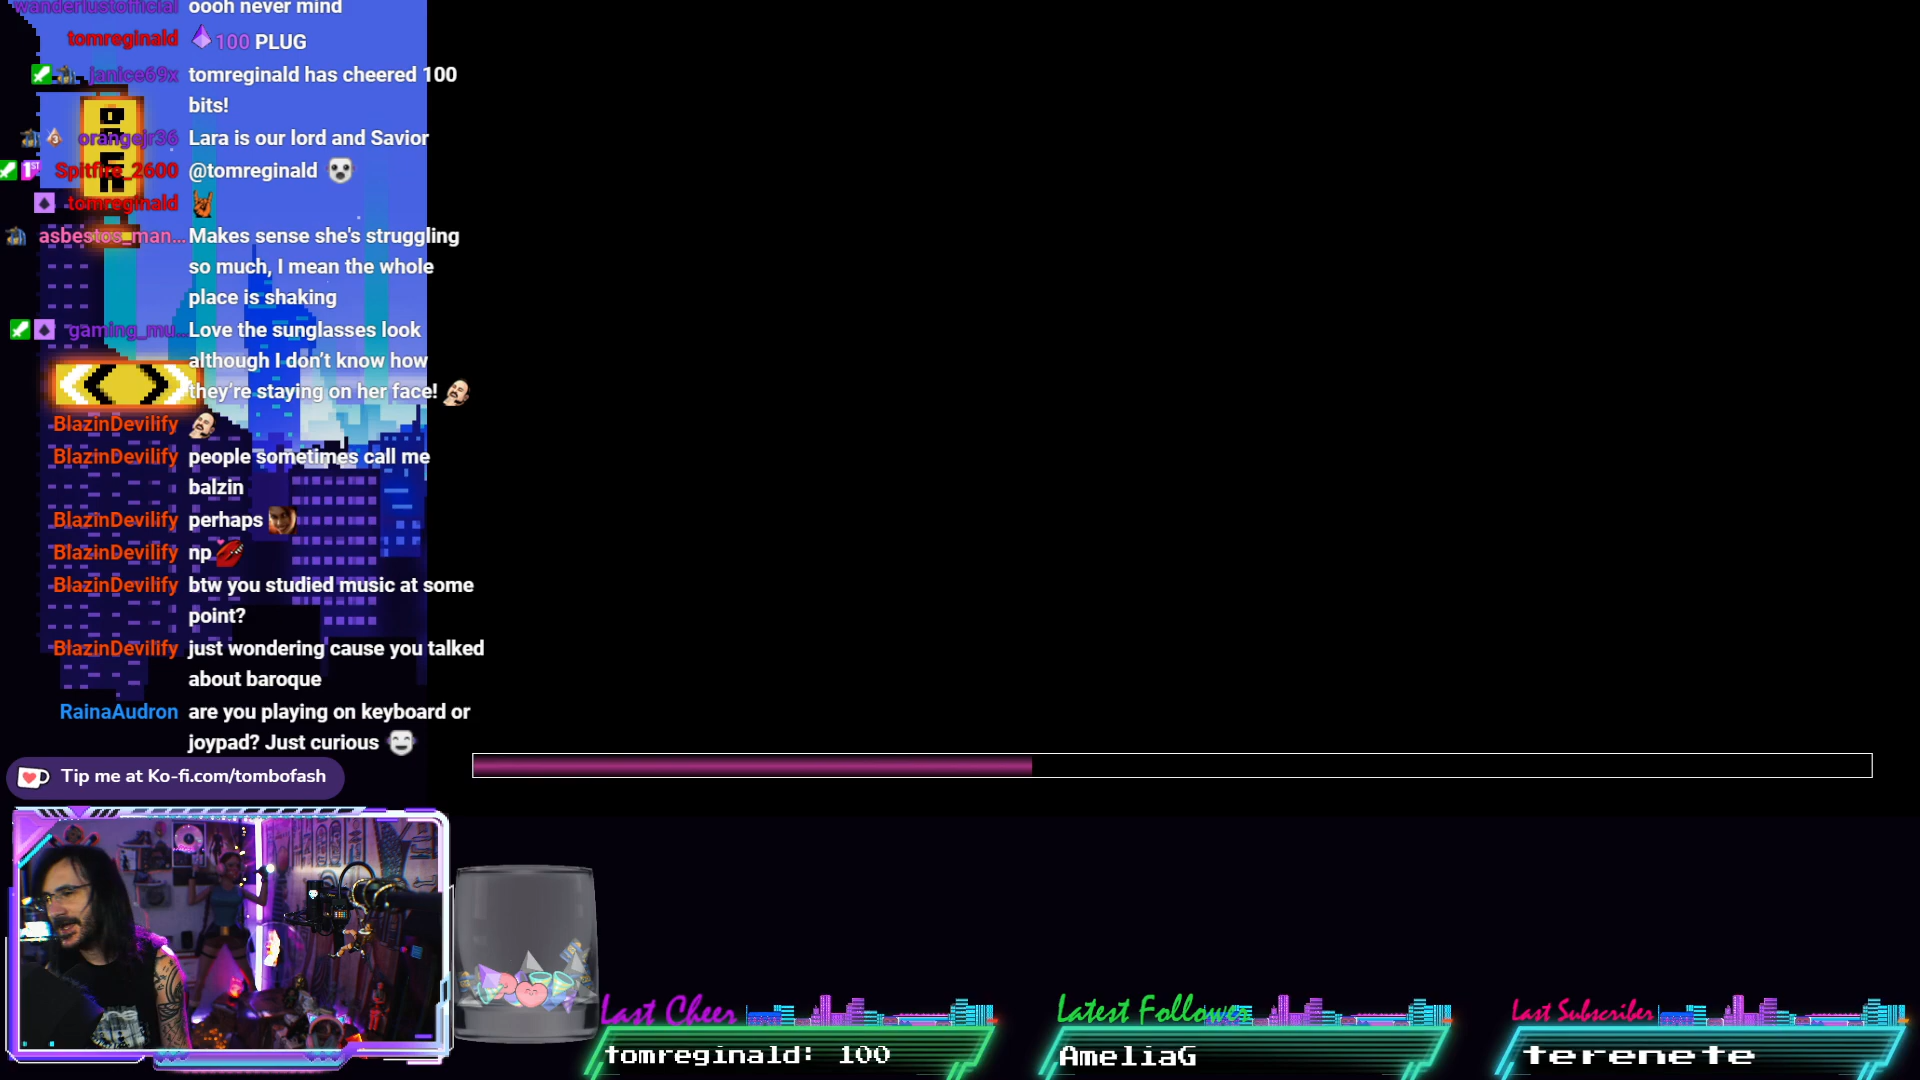 wanderlustofficial oooh never mind
tomreginald 100 PLUG
janice69x tomreginald has cheered 100
bits!
orangejr36 Lara is our lord and Savior
Spitfire_2600 @tomreginald
tomreginald
asbestos_man... Makes sense she's struggling
so much, I mean the whole
place is shaking
gaming_mu... Love the sunglasses look
although I don't know how
they're staying on her face!
BlazinDevilify
BlazinDevilify people sometimes call me
balzin
BlazinDevilify perhaps
BlazinDevilify np
BlazinDevilify btw you studied music at some
point?
BlazinDevilify just wondering cause you talked
about baroque
RainaAudron are you playing on keyboard or
joypad? Just curious
Tip me at Ko-fi.com/tombofash
Last Cheer
tomreginald: 100
Latest Follower
AmeliaG
Last Subscriber
terenete